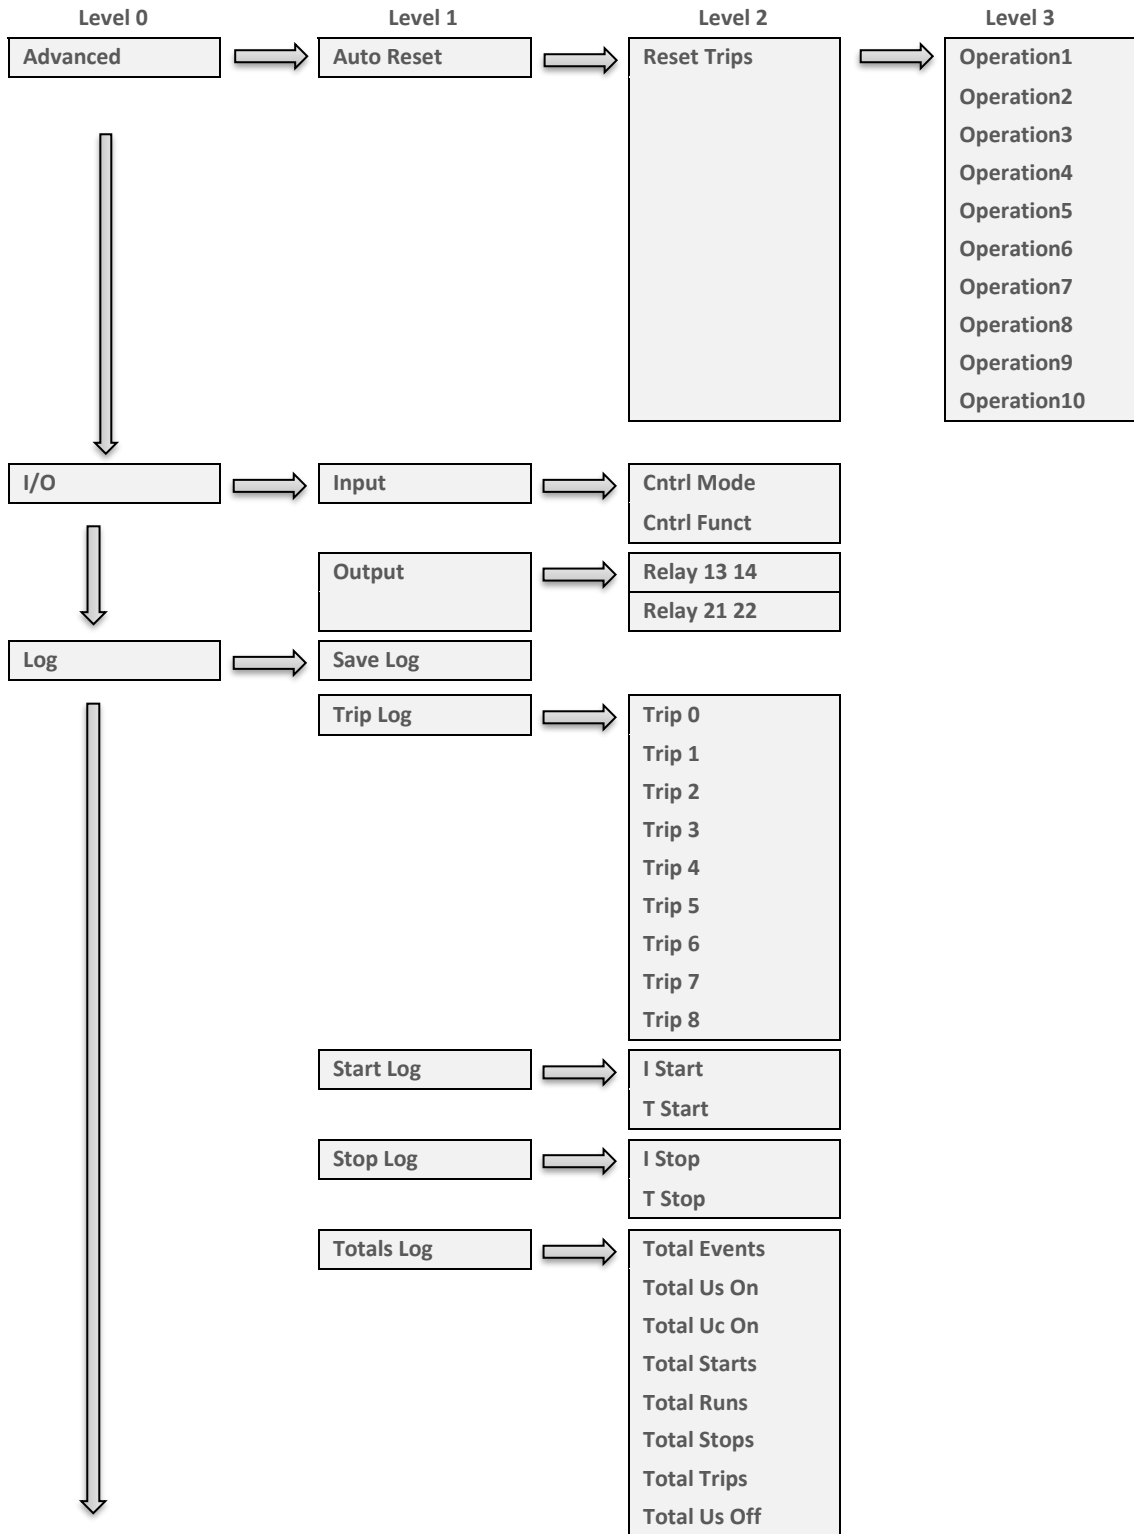 Level 0 Level 1 Level 2 Level 3
Advanced Auto Reset Reset Trips Operation1
Operation2
Operation3
Operation4
Operation5
Operation6
Operation7
Operation8
Operation9
Operation10
I/O Input Cntrl Mode
Cntrl Funct
Output Relay 13 14
Relay 21 22
Log Save Log
Trip Log Trip 0
Trip 1
Trip 2
Trip 3
Trip 4
Trip 5
Trip 6
Trip 7
Trip 8
Start Log I Start
T Start
Stop Log I Stop
T Stop
Totals Log Total Events
Total Us On
Total Uc On
Total Starts
Total Runs
Total Stops
Total Trips
Total Us Off